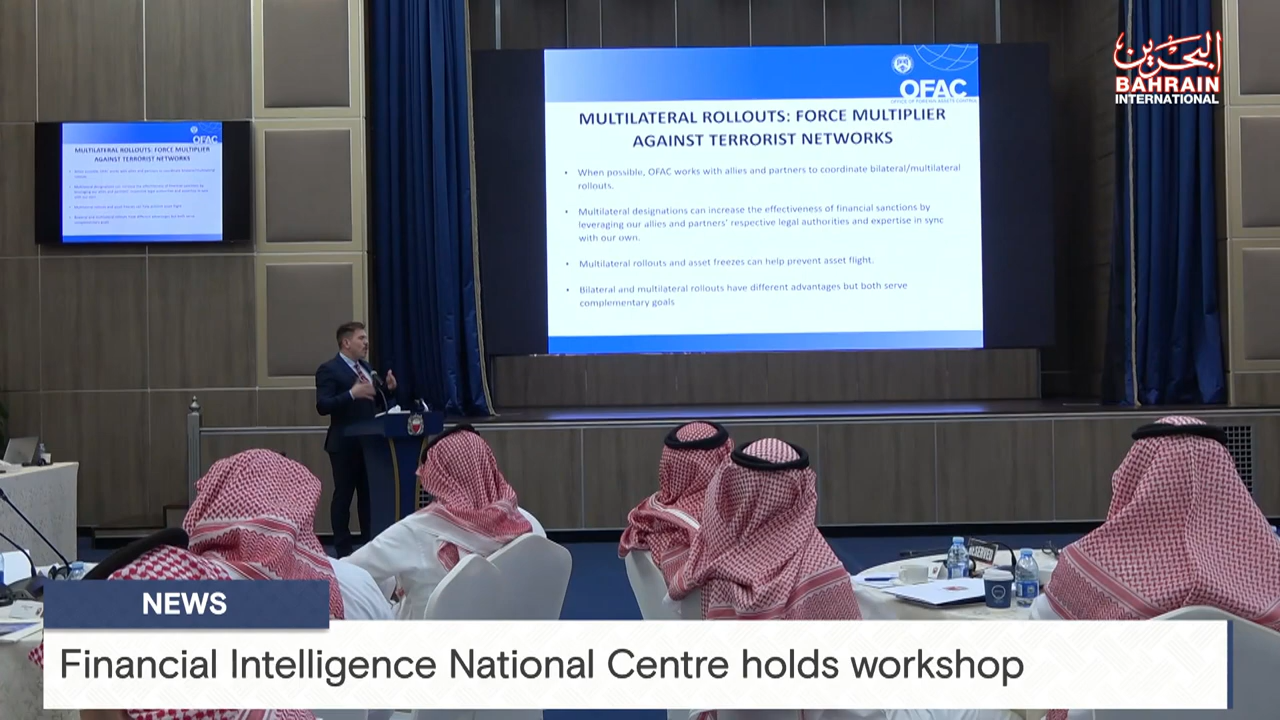 البحرين
BAHRAIN
INTERNATIONAL
OFAC
OFFICE OF FOREIGN ASSETS CONTROL
MULTILATERAL ROLLOUTS: FORCE MULTIPLIER
AGAINST TERRORIST NETWORKS
• When possible, OFAC works with allies and partners to coordinate bilateral/multilateral
rollouts.
• Multilateral designations can increase the effectiveness of financial sanctions by
leveraging our allies and partners' respective legal authorities and expertise in sync
with our own.
• Multilateral rollouts and asset freezes can help prevent asset flight.
• Bilateral and multilateral rollouts have different advantages but both serve
complementary goals
OFAC
MULTILATERAL ROLLOUTS: FORCE MULTIPLIER
AGAINST TERRORIST NETWORKS
RESERVED
NEWS
Financial Intelligence National Centre holds workshop